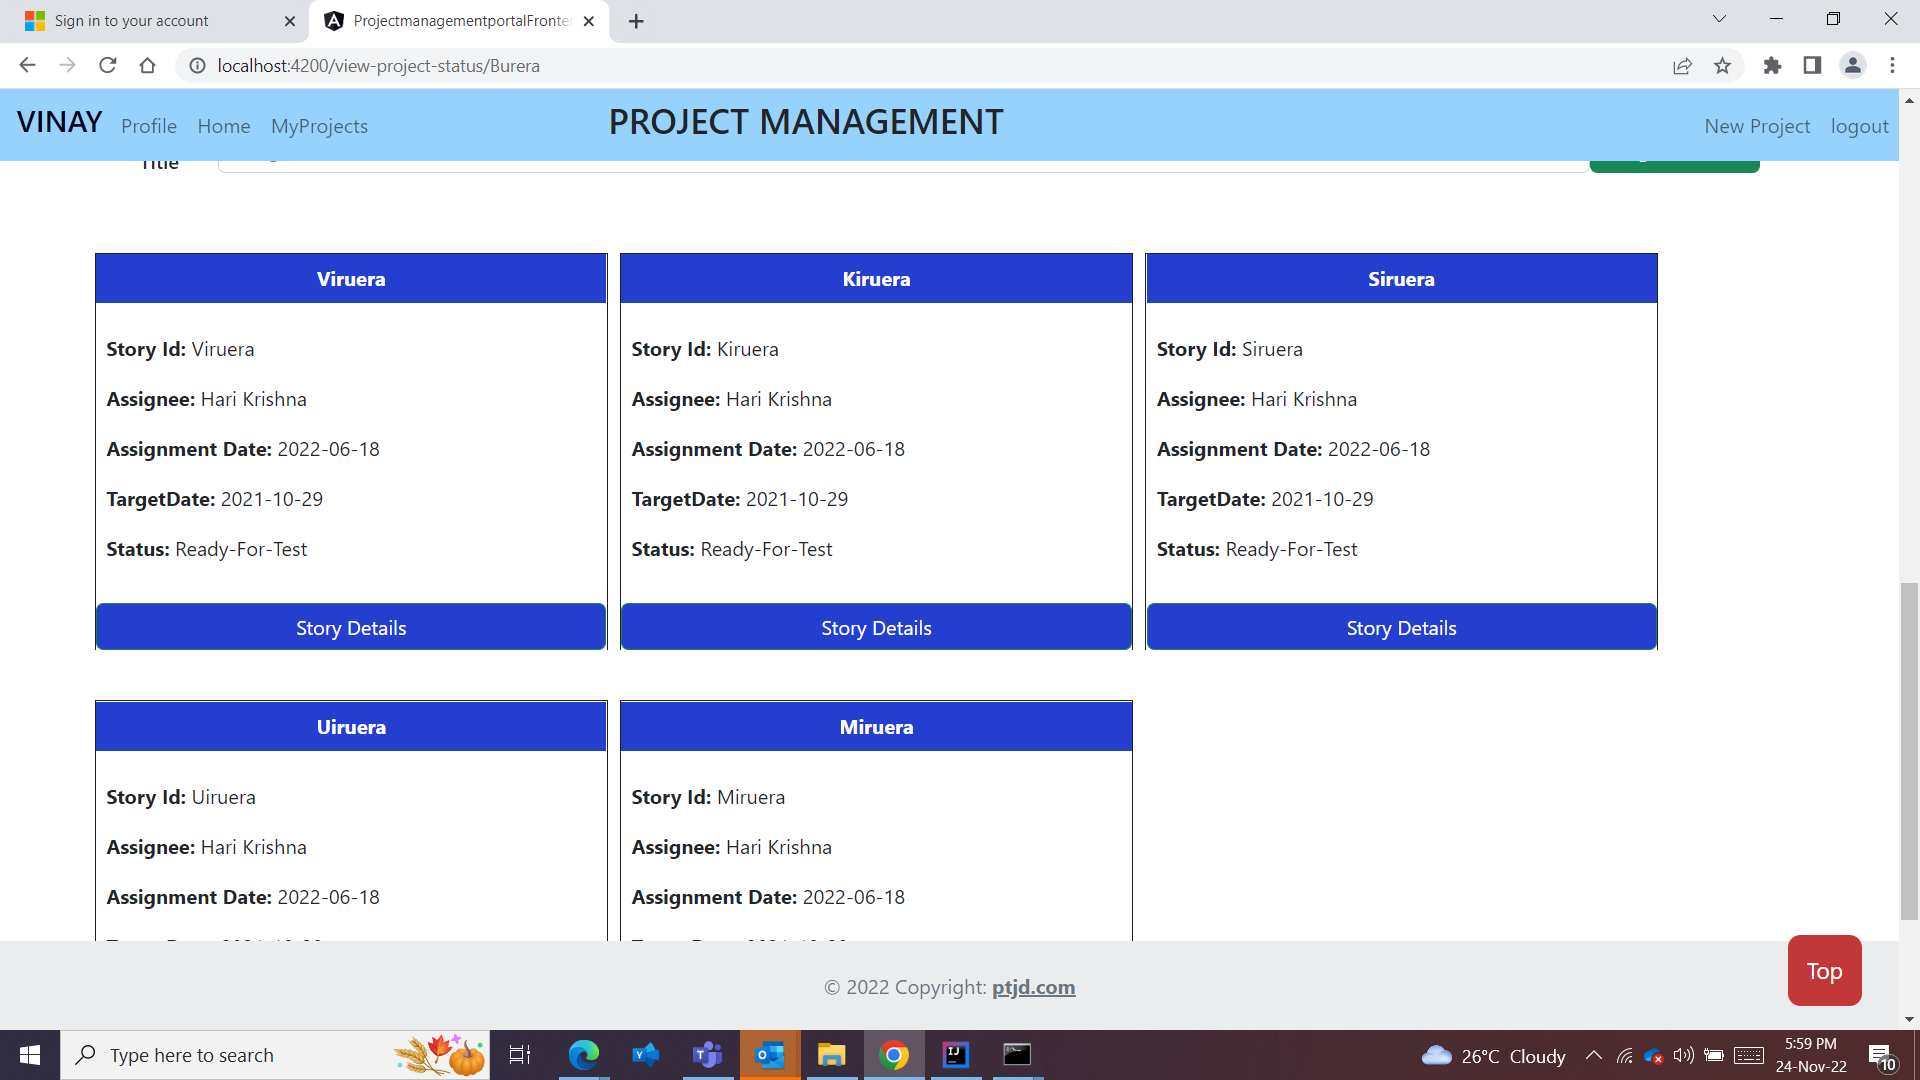 Sign in to your account
ProjectmanagementportalFronte
localhost:4200/view-project-status/Burera
VINAY Profile Home MyProjects PROJECT MANAGEMENT New Project logout
Title
Viruera Kiruera Siruera
Story Id: Viruera Story Id: Kiruera Story Id: Siruera
Assignee: Hari Krishna Assignee: Hari Krishna Assignee: Hari Krishna
Assignment Date: 2022-06-18 Assignment Date: 2022-06-18 Assignment Date: 2022-06-18
TargetDate: 2021-10-29 TargetDate: 2021-10-29 TargetDate: 2021-10-29
Status: Ready-For-Test Status: Ready-For-Test Status: Ready-For-Test
Story Details Story Details Story Details
Uiruera Miruera
Story Id: Uiruera Story Id: Miruera
Assignee: Hari Krishna Assignee: Hari Krishna
Assignment Date: 2022-06-18 Assignment Date: 2022-06-18
Top
© 2022 Copyright: ptjd.com
Type here to search
26°C Cloudy
5:59 PM
24-Nov-22
10